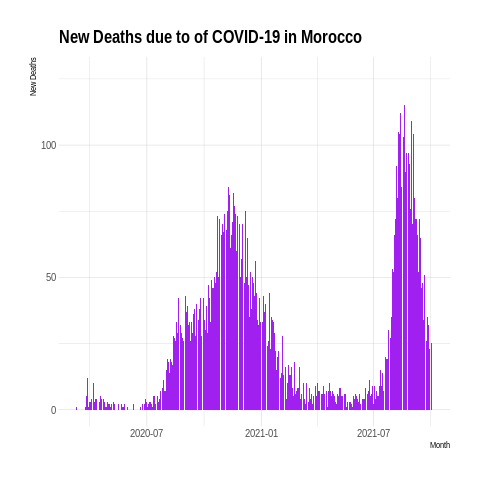 New Deaths due to of COVID-19 in Morocco
New Deaths
100
50
0
2020-07
2021-01
2021-07
Month